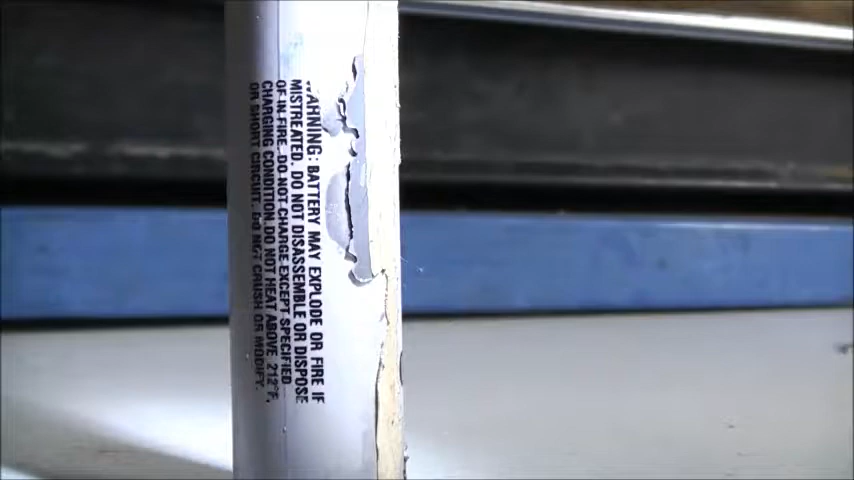 WARNING: BATTERY MAY EXPLODE OR FIRE IF
MISTREATED. DO NOT DISASSEMBLE OR DISPOSE
OF IN FIRE. DO NOT CHARGE EXCEPT SPECIFIED
CHARGING CONDITION. DO NOT HEAT ABOVE 212°F.
OR SHORT CIRCUIT. DO NOT CRUSH OR MODIFY.